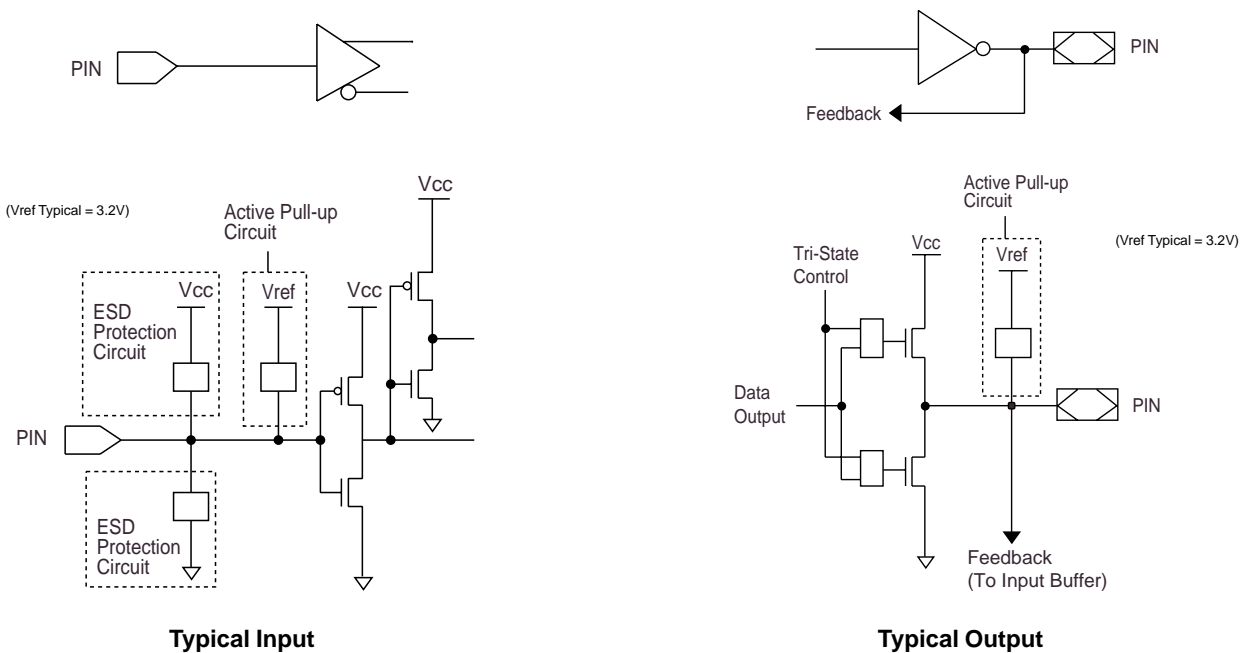 PIN
PIN
Feedback
(Vref Typical = 3.2V)
Active Pull-up
Circuit
Vcc
ESD
Protection
Circuit
Vcc
Vref
Vcc
PIN
ESD
Protection
Circuit
Typical Input
Active Pull-up
Circuit
(Vref Typical = 3.2V)
Tri-State
Control
Vcc
Vref
Data
Output
PIN
Feedback
(To Input Buffer)
Typical Output